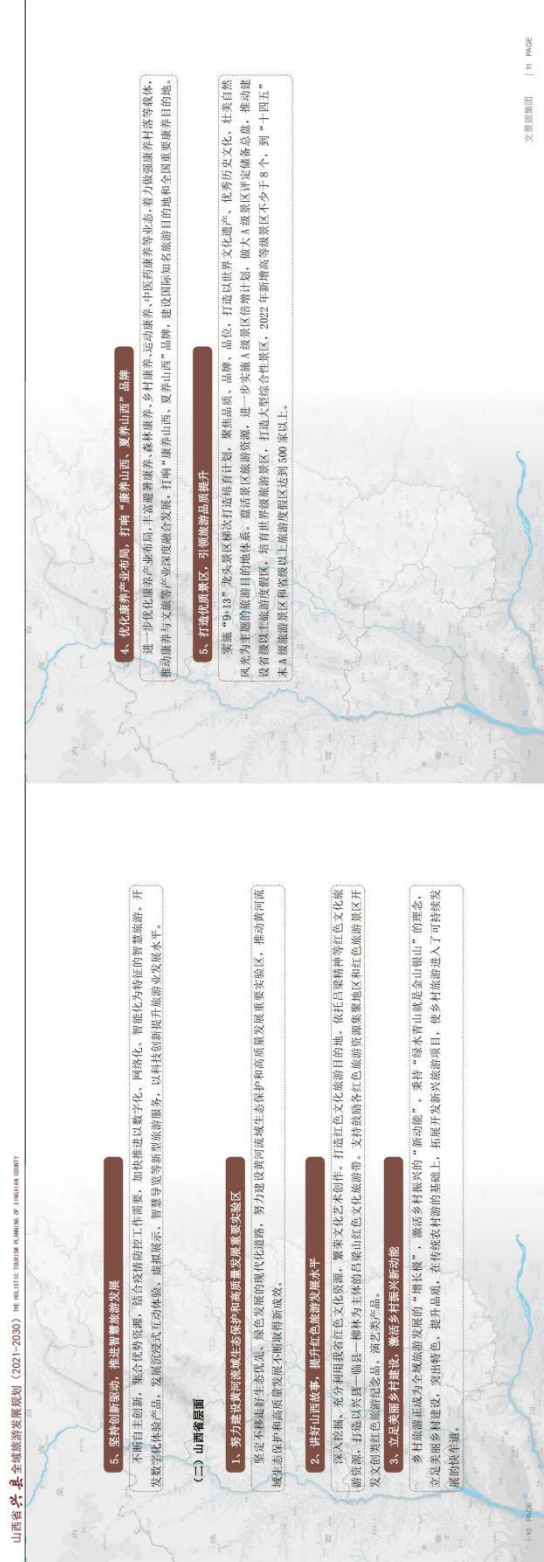 山西省兴县全域旅游发展规划（2021-2030） THE HOLISTIC TOURISM PLANNING OF XINGXIAN COUNTY
5、坚持创新驱动，推进智慧旅游发展
不断自主创新，集合优势资源，结合疫情防控工作需要，加快推进以数字化、网络化、智能化为特征的智慧旅游。开
发数字化体验产品，发展沉浸式互动体验、虚拟展示、智慧导览等新型旅游服务，以科技创新提升旅游业发展水平。
（二）山西省层面
1、努力建设黄河流域生态保护和高质量发展重要实验区
坚定不移走好生态优先、绿色发展的现代化道路，努力建设黄河流域生态保护和高质量发展重要实验区，推动黄河流
域生态保护和高质量发展不断取得新成效。
2、讲好山西故事，提升红色旅游发展水平
深入挖掘、充分利用我省红色文化资源，繁荣文化艺术创作。打造红色文化旅游目的地。依托吕梁精神等红色文化旅
游资源，打造以兴县—临县—柳林为主体的吕梁山红色文化旅游带。支持鼓励各红色旅游资源集聚地区和红色旅游景区开
发文创类红色旅游纪念品、演艺类产品。
3、立足美丽乡村建设，激活乡村振兴新动能
乡村旅游正成为全域旅游发展的“增长极”，激活乡村振兴的“新动能”。秉持“绿水青山就是金山银山”的理念，
立足美丽乡村建设，突出特色、提升品质，在传统农村游的基础上，拓展开发新兴旅游项目，使乡村旅游进入了可持续发
展的快车道。
10 PAGE
4、优化康养产业布局，打响“康养山西、夏养山西”品牌
进一步优化康养产业布局，丰富避暑康养、森林康养、乡村康养、运动康养、中医药康养等业态，着力做强康养村落等载体，
推动康养与文旅等产业深度融合发展，打响“康养山西、夏养山西”品牌，建设国际知名旅游目的地和全国重要康养目的地。
5、打造优质景区，引领旅游品质提升
实施“9+13”龙头景区梯次打造培育计划，聚焦品质、品牌、品位，打造以世界文化遗产、优秀历史文化、壮美自然
风光为主题的旅游目的地体系。盘活景区旅游资源，进一步实施A级景区倍增计划，做大A级景区评定储备总盘，推动建
设省级以上旅游度假区，培育世界级旅游景区，打造大型综合性景区，2022年新增高等级景区不少于8个，到“十四五”
末A级旅游景区和省级以上旅游度假区达到500家以上。
文景旅集团 | 11 PAGE